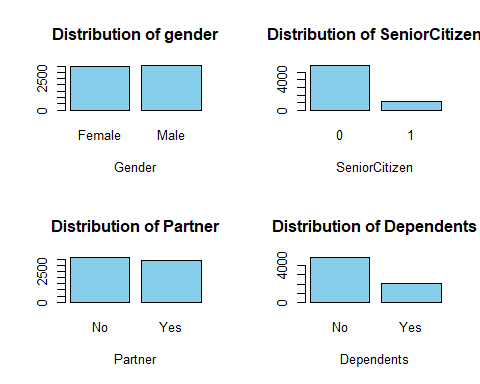 Distribution of gender
2500
0
Female Male
Gender
Distribution of SeniorCitizen
4000
0
0 1
SeniorCitizen
Distribution of Partner
2500
0
No Yes
Partner
Distribution of Dependents
4000
0
No Yes
Dependents